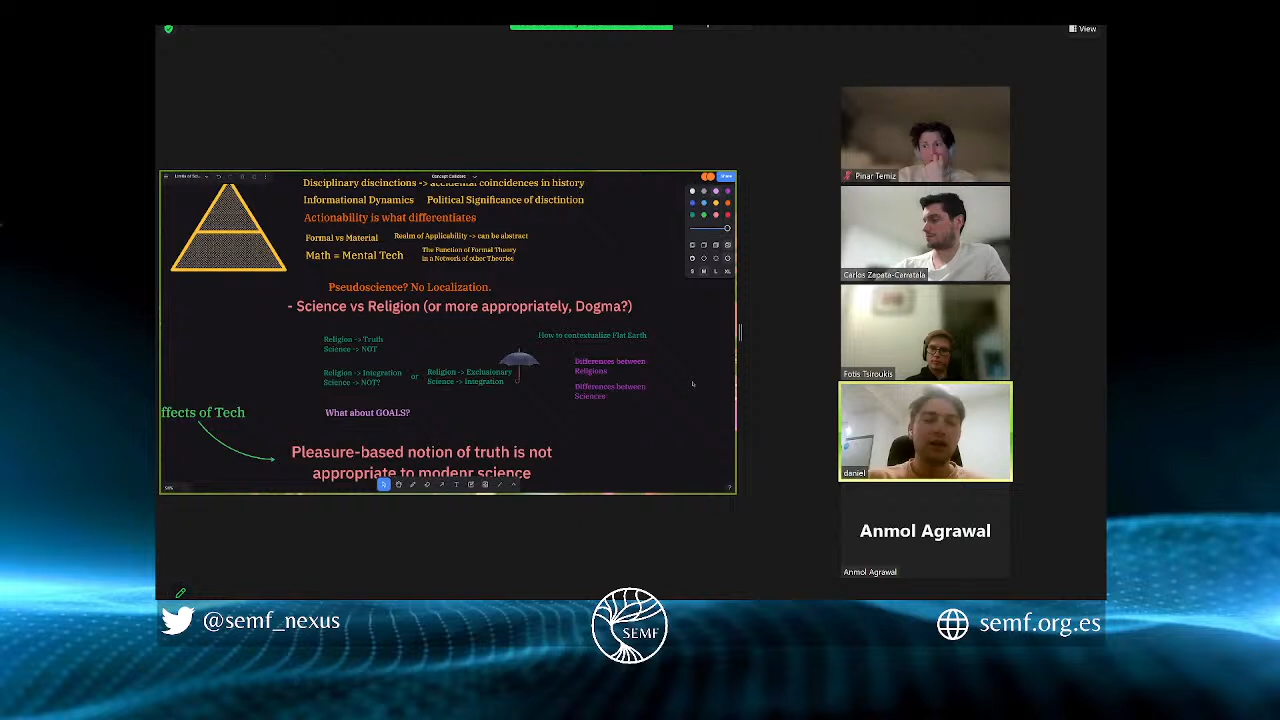 View
Concept Collider
Share
Disciplinary discinctions -> accidental coincidences in history
Informational Dynamics
Political Significance of disctintion
Actionability is what differentiates
Formal vs Material
Realm of Applicability -> can be abstract
Math = Mental Tech
The Function of Formal Theory
in a Network of other Theories
Pseudoscience? No Localization.
- Science vs Religion (or more appropriately, Dogma?)
Religion -> Truth
Science -> NOT
How to contextualize Flat Earth
Differences between
Religions
Religion -> Integration
Science -> NOT?
or
Religion -> Exclusionary
Science -> Integration
Differences between
Sciences
What about GOALS?
ffects of Tech
Pleasure-based notion of truth is not
appropriate to modenr science
S M L XL
Pinar Temiz
Carlos Zapata-Carratala
Fotis Tsiroukis
daniel
Anmol Agrawal
Anmol Agrawal
@semf_nexus
SEMF
semf.org.es